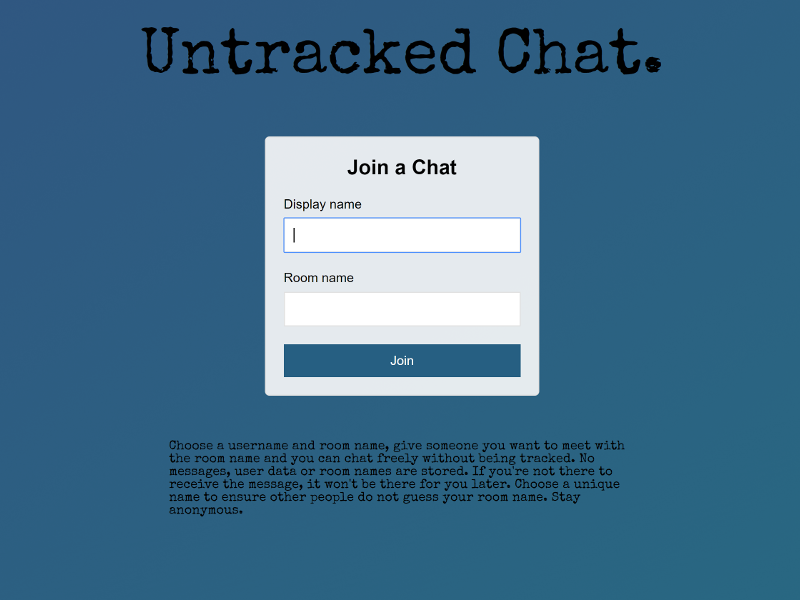 Untracked Chat.
Join a Chat
Display name
Room name
Join
Choose a username and room name, give someone you want to meet with
the room name and you can chat freely without being tracked. No
messages, user data or room names are stored. If you're not there to
receive the message, it won't be there for you later. Choose a unique
name to ensure other people do not guess your room name. Stay
anonymous.